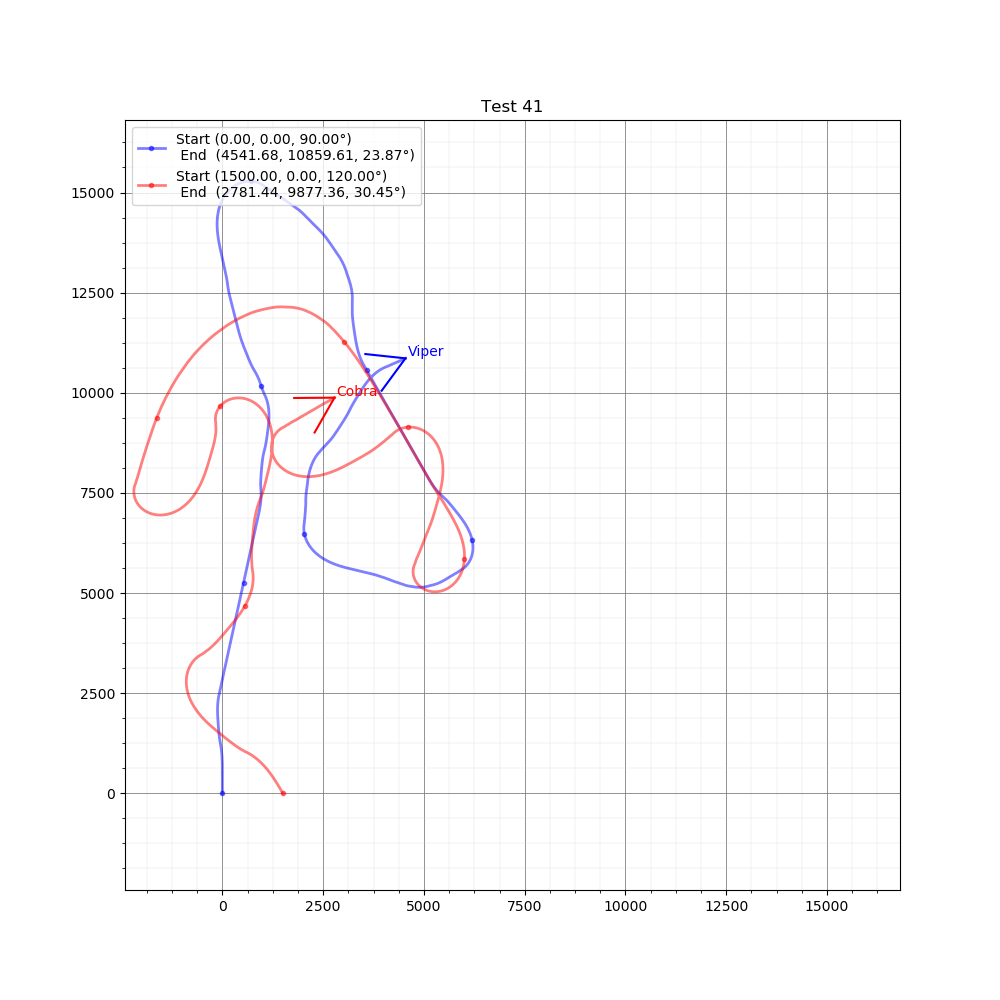 Test 41
Start (0.00, 0.00, 90.00°)
End  (4541.68, 10859.61, 23.87°)
Start (1500.00, 0.00, 120.00°)
End  (2781.44, 9877.36, 30.45°)
15000
12500
Viper
10000
Cobra
7500
5000
2500
0
0 2500 5000 7500 10000 12500 15000